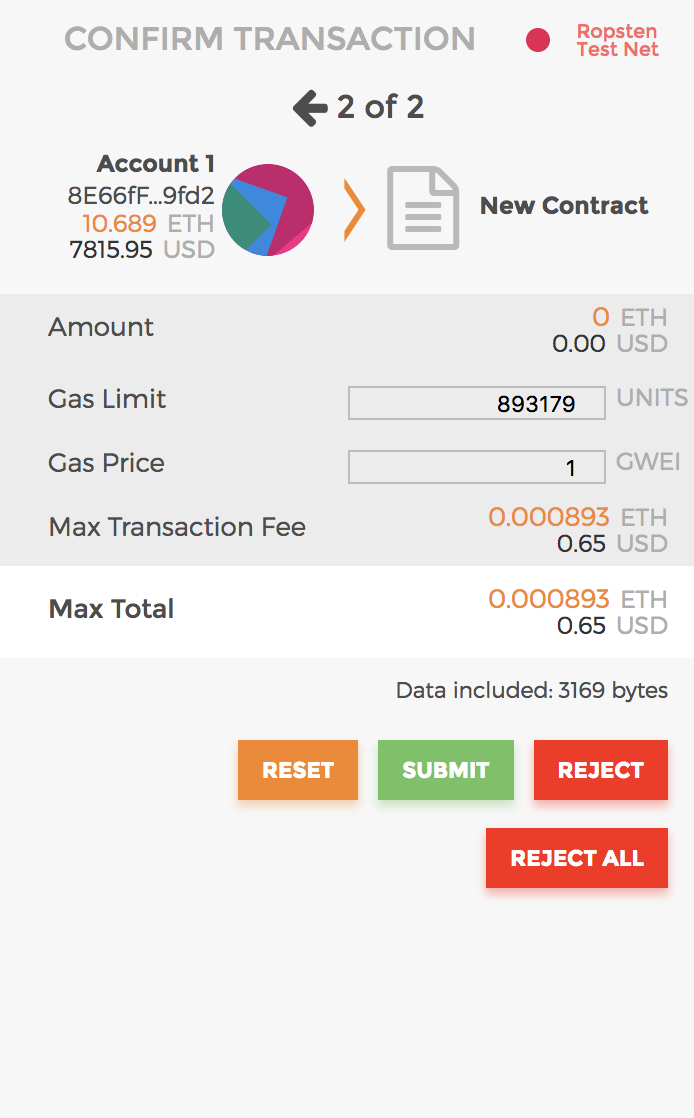 CONFIRM TRANSACTION
Ropsten
Test Net
2 of 2
Account 1
8E66fF...9fd2
10.689 ETH
7815.95 USD
New Contract
Amount
0 ETH
0.00 USD
Gas Limit
893179 UNITS
Gas Price
1 GWEI
Max Transaction Fee
0.000893 ETH
0.65 USD
Max Total
0.000893 ETH
0.65 USD
Data included: 3169 bytes
RESET SUBMIT REJECT
REJECT ALL